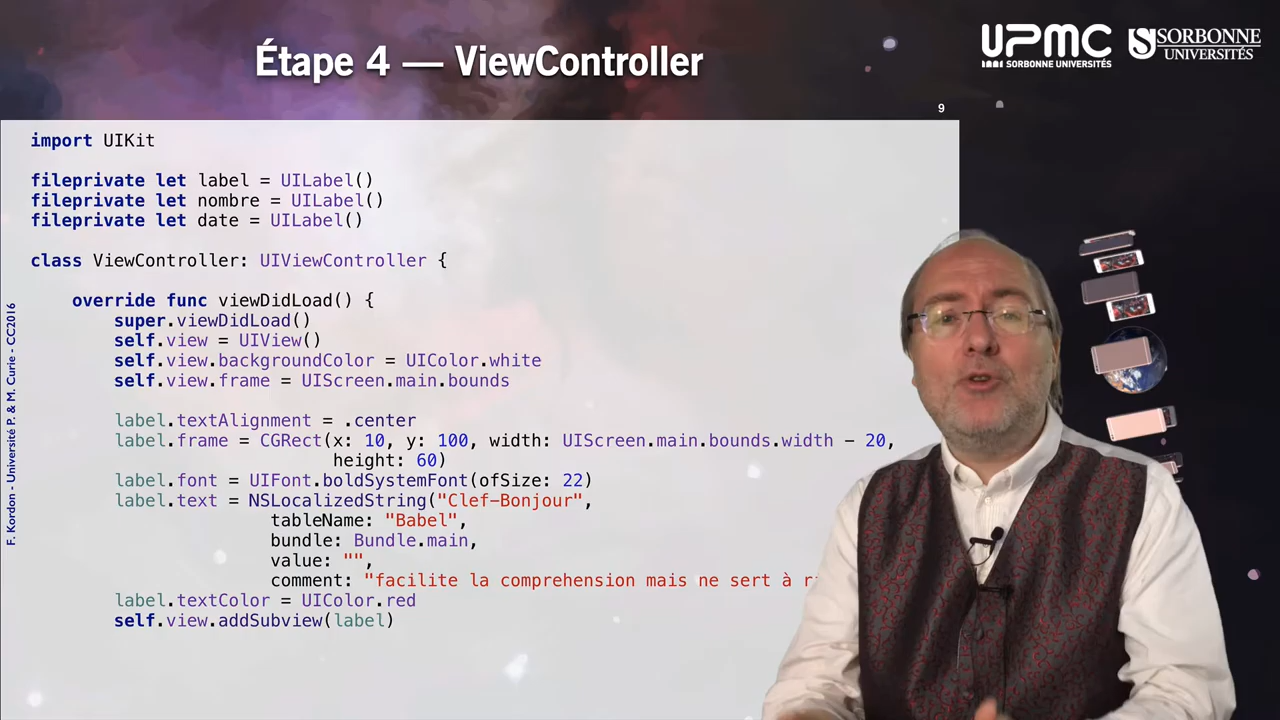 Étape 4 — ViewController
UPMC
SORBONNE UNIVERSITÉS
SORBONNE
UNIVERSITÉS
9
import UIKit
fileprivate let label = UILabel()
fileprivate let nombre = UILabel()
fileprivate let date = UILabel()
class ViewController: UIViewController {
override func viewDidLoad() {
super.viewDidLoad()
self.view = UIView()
self.view.backgroundColor = UIColor.white
self.view.frame = UIScreen.main.bounds
label.textAlignment = .center
label.frame = CGRect(x: 10, y: 100, width: UIScreen.main.bounds.width - 20,
height: 60)
label.font = UIFont.boldSystemFont(ofSize: 22)
label.text = NSLocalizedString("Clef-Bonjour",
tableName: "Babel",
bundle: Bundle.main,
value: "",
comment: "facilite la comprehension mais ne sert à
label.textColor = UIColor.red
self.view.addSubview(label)
F. Kordon - Université P. & M. Curie - CC2016